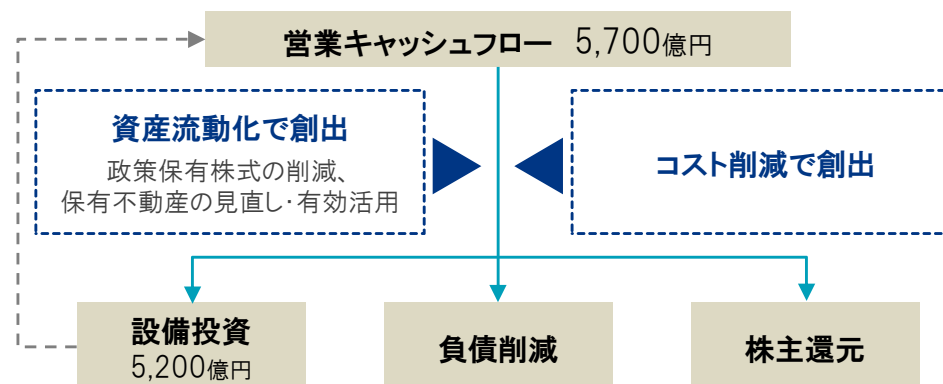 営業キャッシュフロー 5,700億円
資産流動化で創出
政策保有株式の削減、
保有不動産の見直し・有効活用
コスト削減で創出
設備投資
5,200億円
負債削減
株主還元